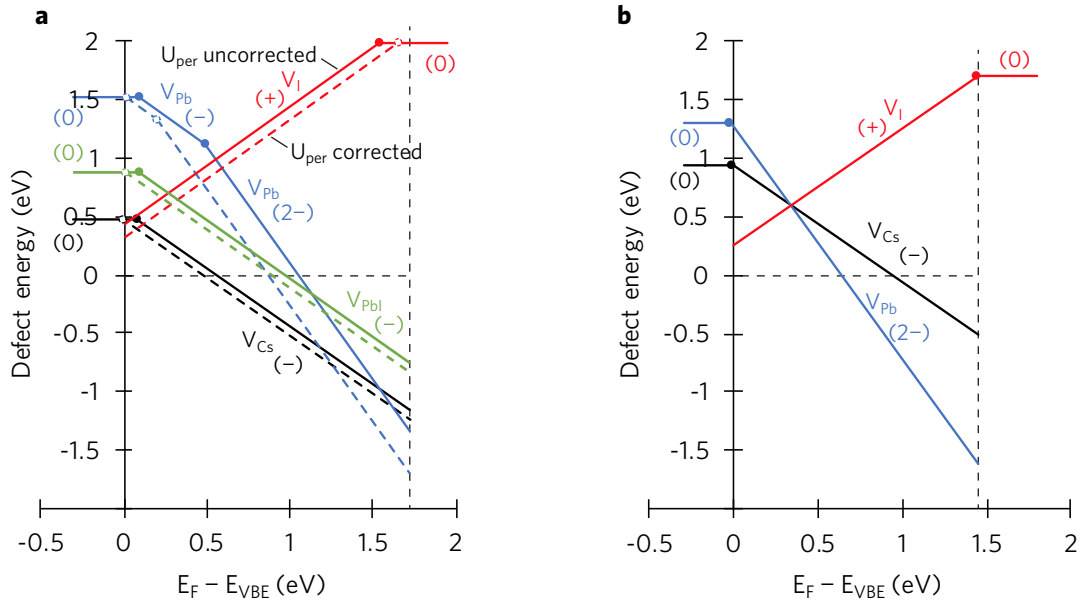 a
Defect energy (eV)
2
1.5
1
0.5
0
-0.5
-1
-1.5
-0.5
0
0.5
1
1.5
2
E_F – E_VBE (eV)
U_per uncorrected
U_per corrected
(0)
(0)
(0)
(0)
V_Pb (–)
(+) V_I
V_Pb (2–)
V_PbI (–)
V_Cs (–)
b
Defect energy (eV)
2
1.5
1
0.5
0
-0.5
-1
-1.5
-0.5
0
0.5
1
1.5
2
E_F – E_VBE (eV)
(0)
(0)
(0)
(+) V_I
V_Cs (–)
V_Pb (2–)